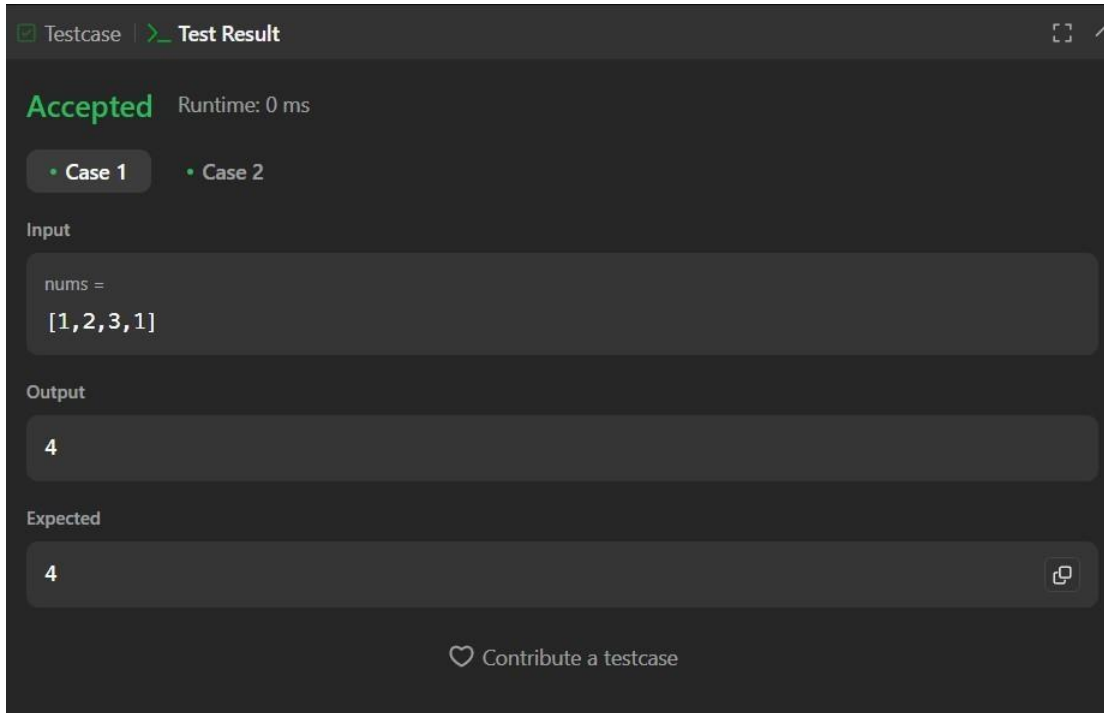 Testcase | >_ Test Result
Accepted Runtime: 0 ms
• Case 1 • Case 2
Input
nums =
[1,2,3,1]
Output
4
Expected
4
Contribute a testcase